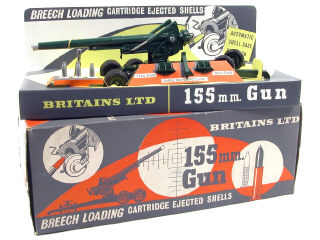 BREECH LOADING CARTRIDGE EJECTED SHELLS
AUTOMATIC
SHELL CASE
BRITAINS LTD 155 mm. Gun
BRITAINS LTD
155 mm.
Gun
BREECH LOADING CARTRIDGE EJECTED SHELLS